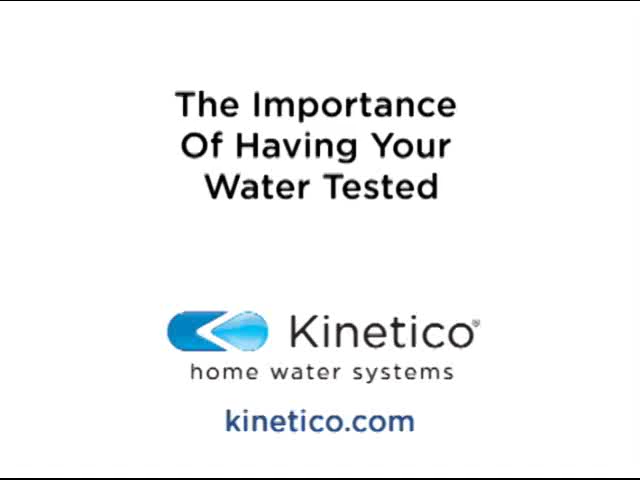 The Importance
Of Having Your
Water Tested
Kinetico®
home water systems
kinetico.com